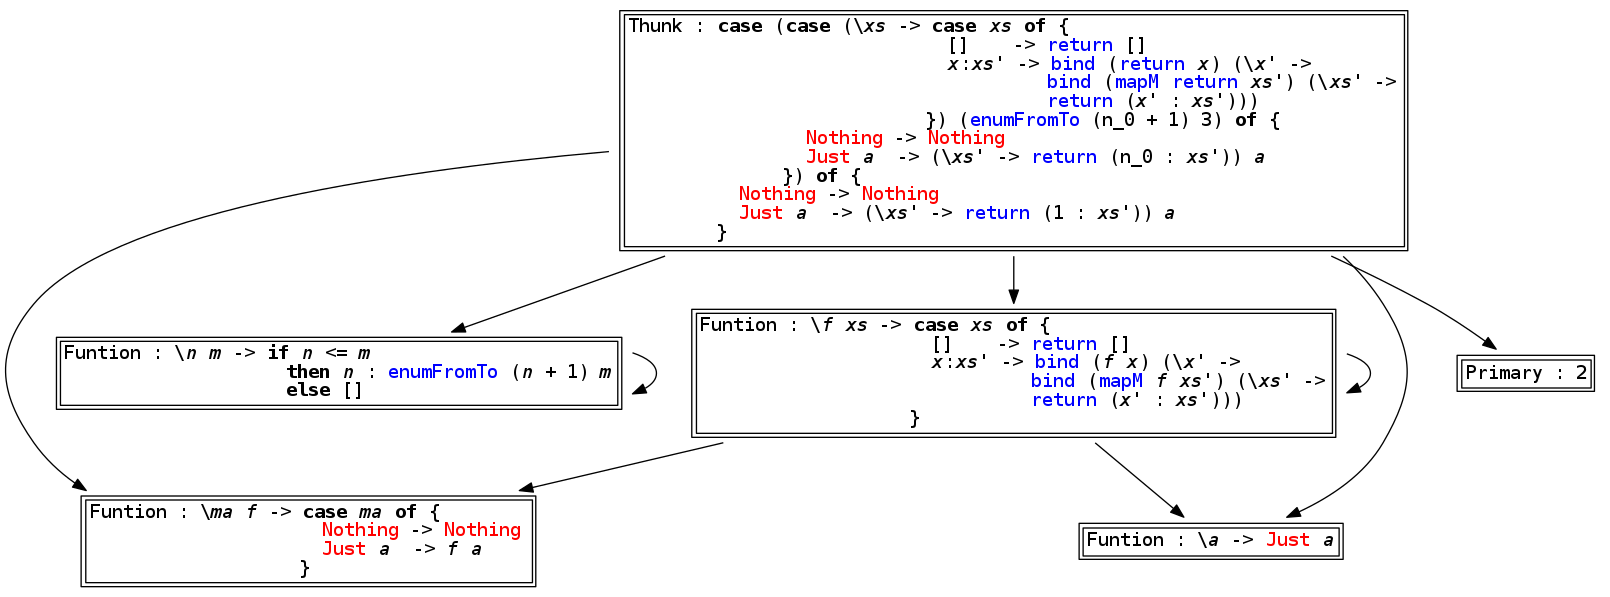 Thunk : case (case (\xs -> case xs of {
[]    -> return []
x:xs' -> bind (return x) (\x' ->
bind (mapM return xs') (\xs' ->
return (x' : xs')))
}) (enumFromTo (n_0 + 1) 3) of {
Nothing -> Nothing
Just a  -> (\xs' -> return (n_0 : xs')) a
}) of {
Nothing -> Nothing
Just a  -> (\xs' -> return (1 : xs')) a
}
Funtion : \n m -> if n <= m
then n : enumFromTo (n + 1) m
else []
Funtion : \f xs -> case xs of {
[]    -> return []
x:xs' -> bind (f x) (\x' ->
bind (mapM f xs') (\xs' ->
return (x' : xs')))
}
Primary : 2
Funtion : \ma f -> case ma of {
Nothing -> Nothing
Just a  -> f a
}
Funtion : \a -> Just a